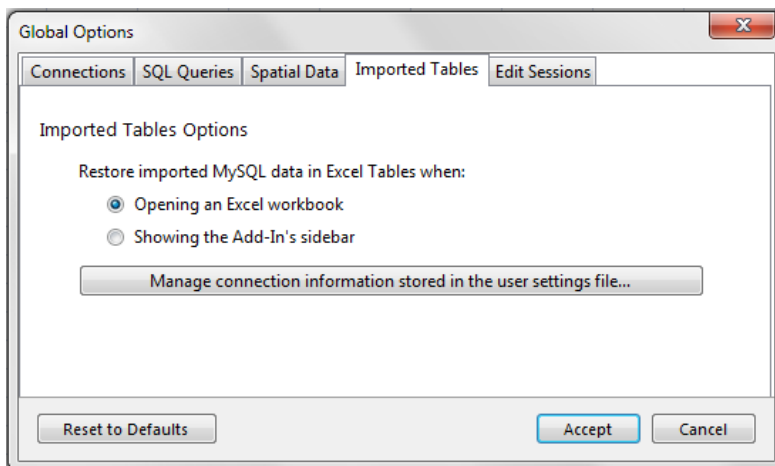 Global Options
Connections SQL Queries Spatial Data Imported Tables Edit Sessions
Imported Tables Options
Restore imported MySQL data in Excel Tables when:
Opening an Excel workbook
Showing the Add-In's sidebar
Manage connection information stored in the user settings file...
Reset to Defaults Accept Cancel